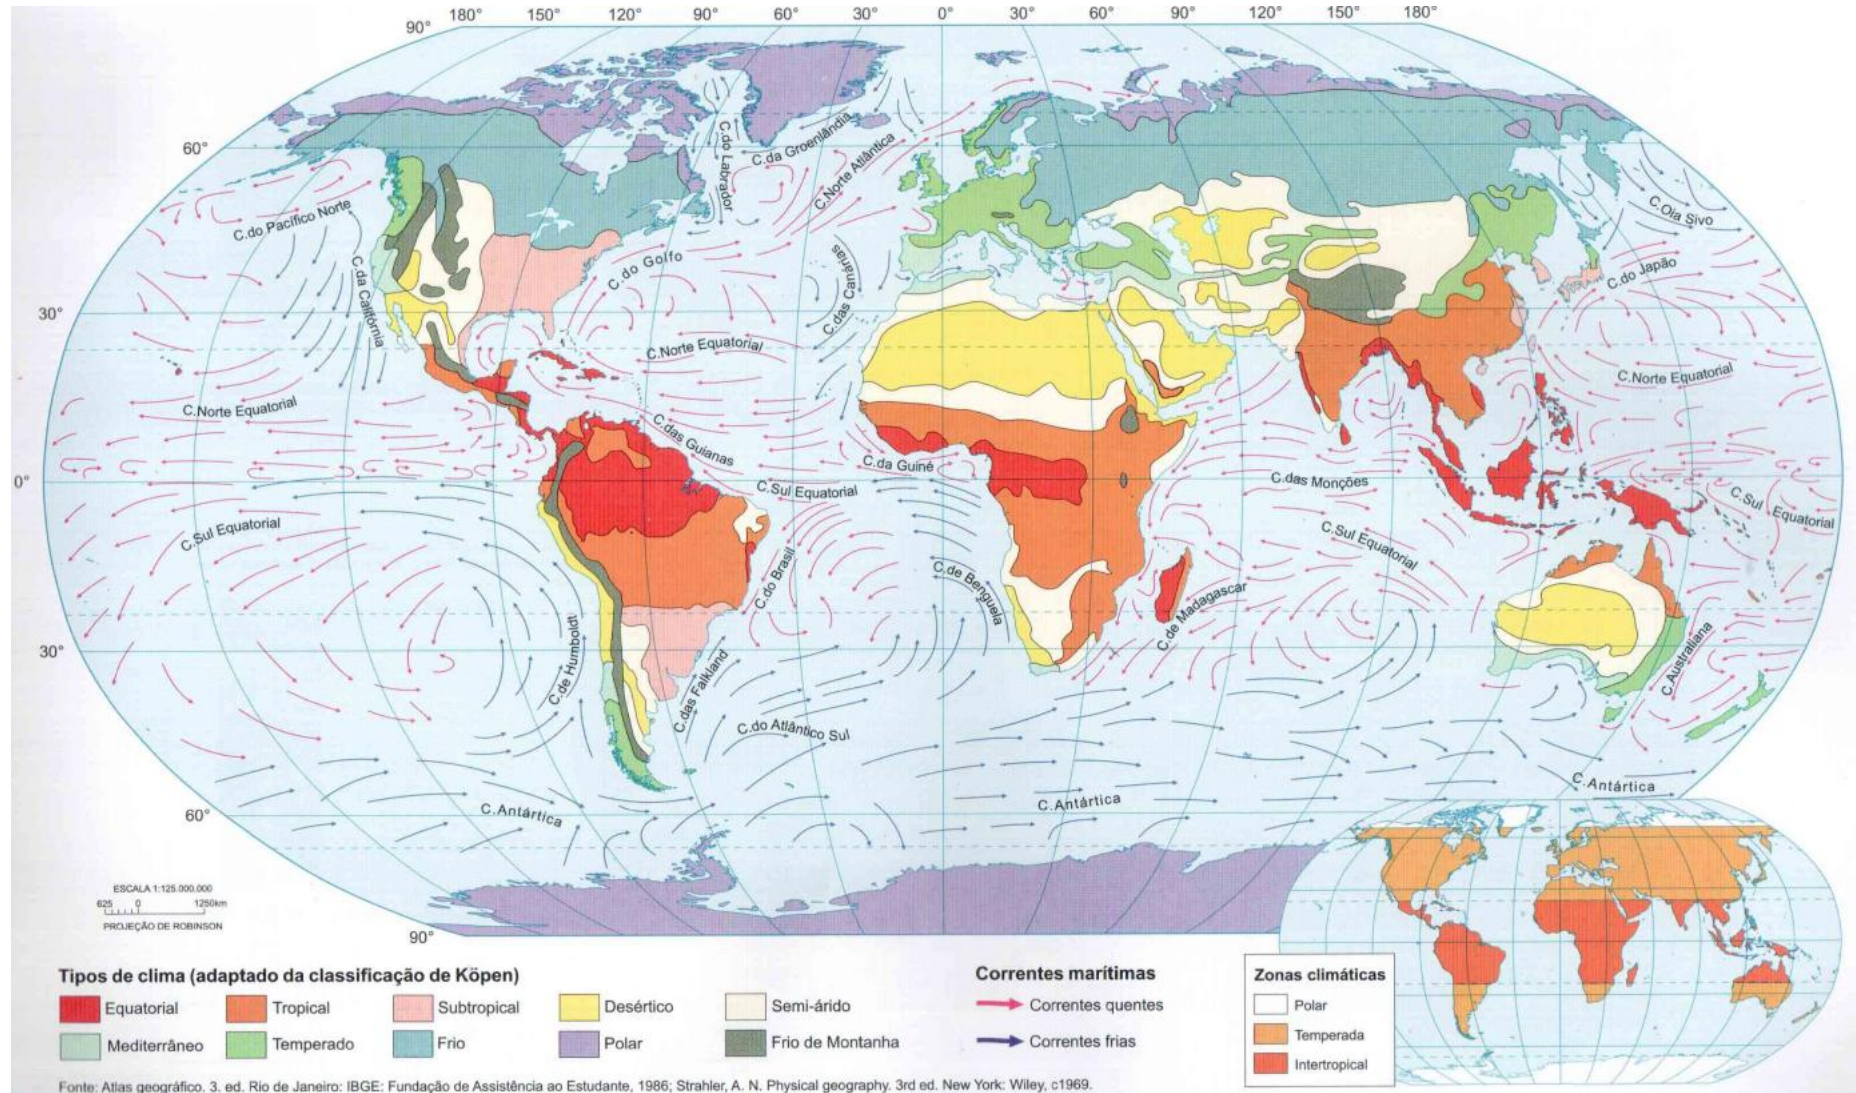 180° 150° 120° 90° 60° 30° 0° 30° 60° 90° 120° 150° 180°
90°
60°
30°
0°
30°
60°
90°
C.do Labrador
C.da Groenlândia
C.Norte Atlântica
C.do Pacífico Norte
C.da Califórnia
C.do Golfo
C.das Canárias
C.Oia Sivo
C.do Japão
C.Norte Equatorial
C.Norte Equatorial
C.Norte Equatorial
C.das Guianas
C.da Guiné
C.Sul Equatorial
C.das Monções
C.Sul Equatorial
C.Sul Equatorial
C.Sul Equatorial
C.do Brasil
C.de Benguela
C.de Madagascar
C.de Humboldt
C.das Falkland
C.Australiana
C.do Atlântico Sul
C.Antártica
C.Antártica
C.Antártica
ESCALA 1:125.000.000
625 0 1250km
PROJEÇÃO DE ROBINSON
Tipos de clima (adaptado da classificação de Köpen)
Equatorial Tropical Subtropical Desértico Semi-árido
Mediterrâneo Temperado Frio Polar Frio de Montanha
Correntes marítimas
Correntes quentes
Correntes frias
Zonas climáticas
Polar
Temperada
Intertropical
Fonte: Atlas geográfico. 3. ed. Rio de Janeiro: IBGE: Fundação de Assistência ao Estudante, 1986; Strahler, A. N. Physical geography. 3rd ed. New York: Wiley, c1969.